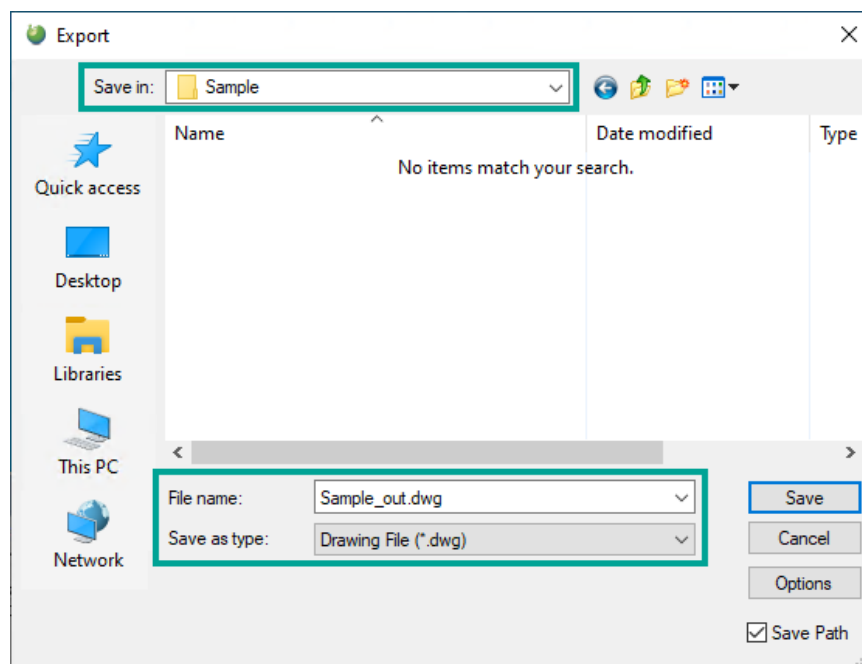 Export
Save in: Sample
Name Date modified Type
No items match your search.
Quick access
Desktop
Libraries
This PC
Network
File name: Sample_out.dwg Save
Save as type: Drawing File (*.dwg) Cancel
Options
Save Path